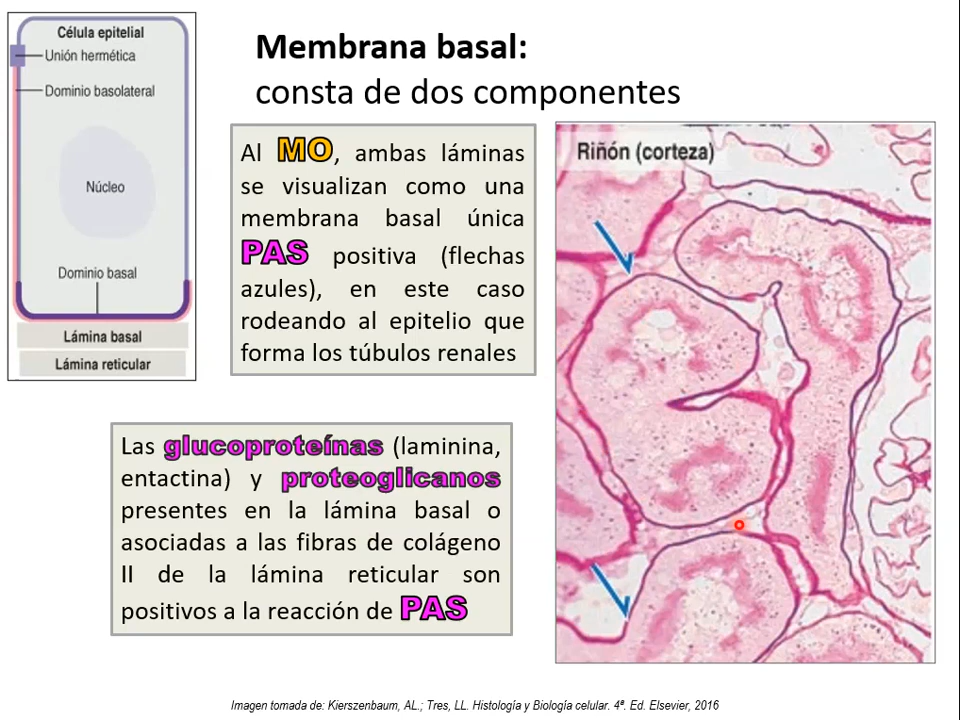 Célula epitelial
Unión hermética
Dominio basolateral
Núcleo
Dominio basal
Lámina basal
Lámina reticular
Membrana basal:
consta de dos componentes
Al MO, ambas láminas
se visualizan como una
membrana basal única
PAS positiva (flechas
azules), en este caso
rodeando al epitelio que
forma los túbulos renales
Riñón (corteza)
Las glucoproteínas (laminina,
entactina) y proteoglicanos
presentes en la lámina basal o
asociadas a las fibras de colágeno
II de la lámina reticular son
positivos a la reacción de PAS
Imagen tomada de: Kierszenbaum, AL.; Tres, LL. Histología y Biología celular. 4ª. Ed. Elsevier, 2016